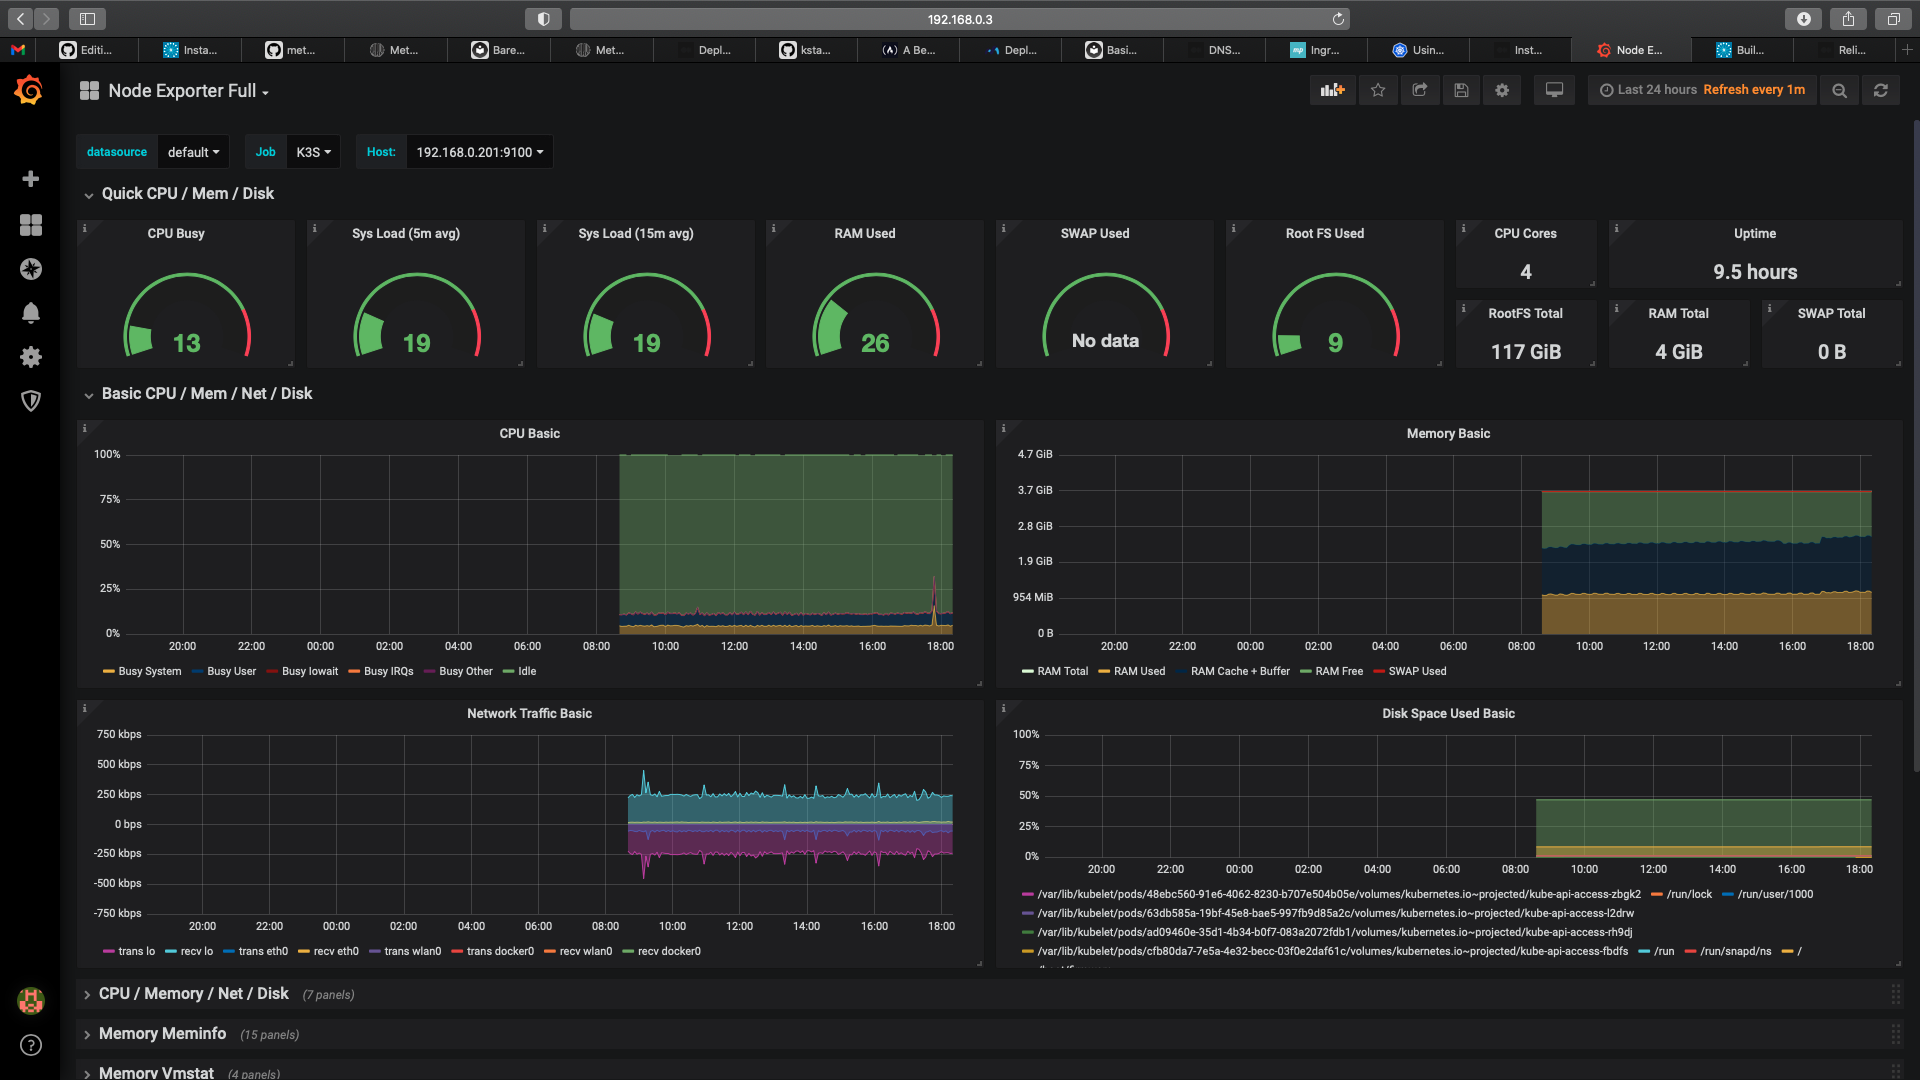 192.168.0.3
Editi... Insta... met... Met... Bare... Met... Depl... ksta... A Be... Depl... Basi... DNS... Ingr... Usin... Inst... Node E... Buil... Reli...
Node Exporter Full
Last 24 hours Refresh every 1m
datasource default Job K3S Host: 192.168.0.201:9100
Quick CPU / Mem / Disk
CPU Busy Sys Load (5m avg) Sys Load (15m avg) RAM Used SWAP Used Root FS Used CPU Cores Uptime
4 9.5 hours
RootFS Total RAM Total SWAP Total
13 19 19 26 No data 9 117 GiB 4 GiB 0 B
Basic CPU / Mem / Net / Disk
CPU Basic
100%
75%
50%
25%
0%
20:00 22:00 00:00 02:00 04:00 06:00 08:00 10:00 12:00 14:00 16:00 18:00
Busy System Busy User Busy Iowait Busy IRQs Busy Other Idle
Memory Basic
4.7 GiB
3.7 GiB
2.8 GiB
1.9 GiB
954 MiB
0 B
20:00 22:00 00:00 02:00 04:00 06:00 08:00 10:00 12:00 14:00 16:00 18:00
RAM Total RAM Used RAM Cache + Buffer RAM Free SWAP Used
Network Traffic Basic
750 kbps
500 kbps
250 kbps
0 bps
-250 kbps
-500 kbps
-750 kbps
20:00 22:00 00:00 02:00 04:00 06:00 08:00 10:00 12:00 14:00 16:00 18:00
trans lo recv lo trans eth0 recv eth0 trans wlan0 trans docker0 recv wlan0 recv docker0
Disk Space Used Basic
100%
75%
50%
25%
0%
20:00 22:00 00:00 02:00 04:00 06:00 08:00 10:00 12:00 14:00 16:00 18:00
/var/lib/kubelet/pods/48ebc560-91e6-4062-8230-b707e504b05e/volumes/kubernetes.io~projected/kube-api-access-zbgk2 /run/lock /run/user/1000
/var/lib/kubelet/pods/63db585a-19bf-45e8-bae5-997fb9d85a2c/volumes/kubernetes.io~projected/kube-api-access-l2drw
/var/lib/kubelet/pods/ad09460e-35d1-4b34-b0f7-083a2072fdb1/volumes/kubernetes.io~projected/kube-api-access-rh9dj
/var/lib/kubelet/pods/cfb80da7-7e5a-4e32-becc-03f0e2daf61c/volumes/kubernetes.io~projected/kube-api-access-fbdfs /run /run/snapd/ns /
CPU / Memory / Net / Disk (7 panels)
Memory Meminfo (15 panels)
Memory Vmstat (4 panels)